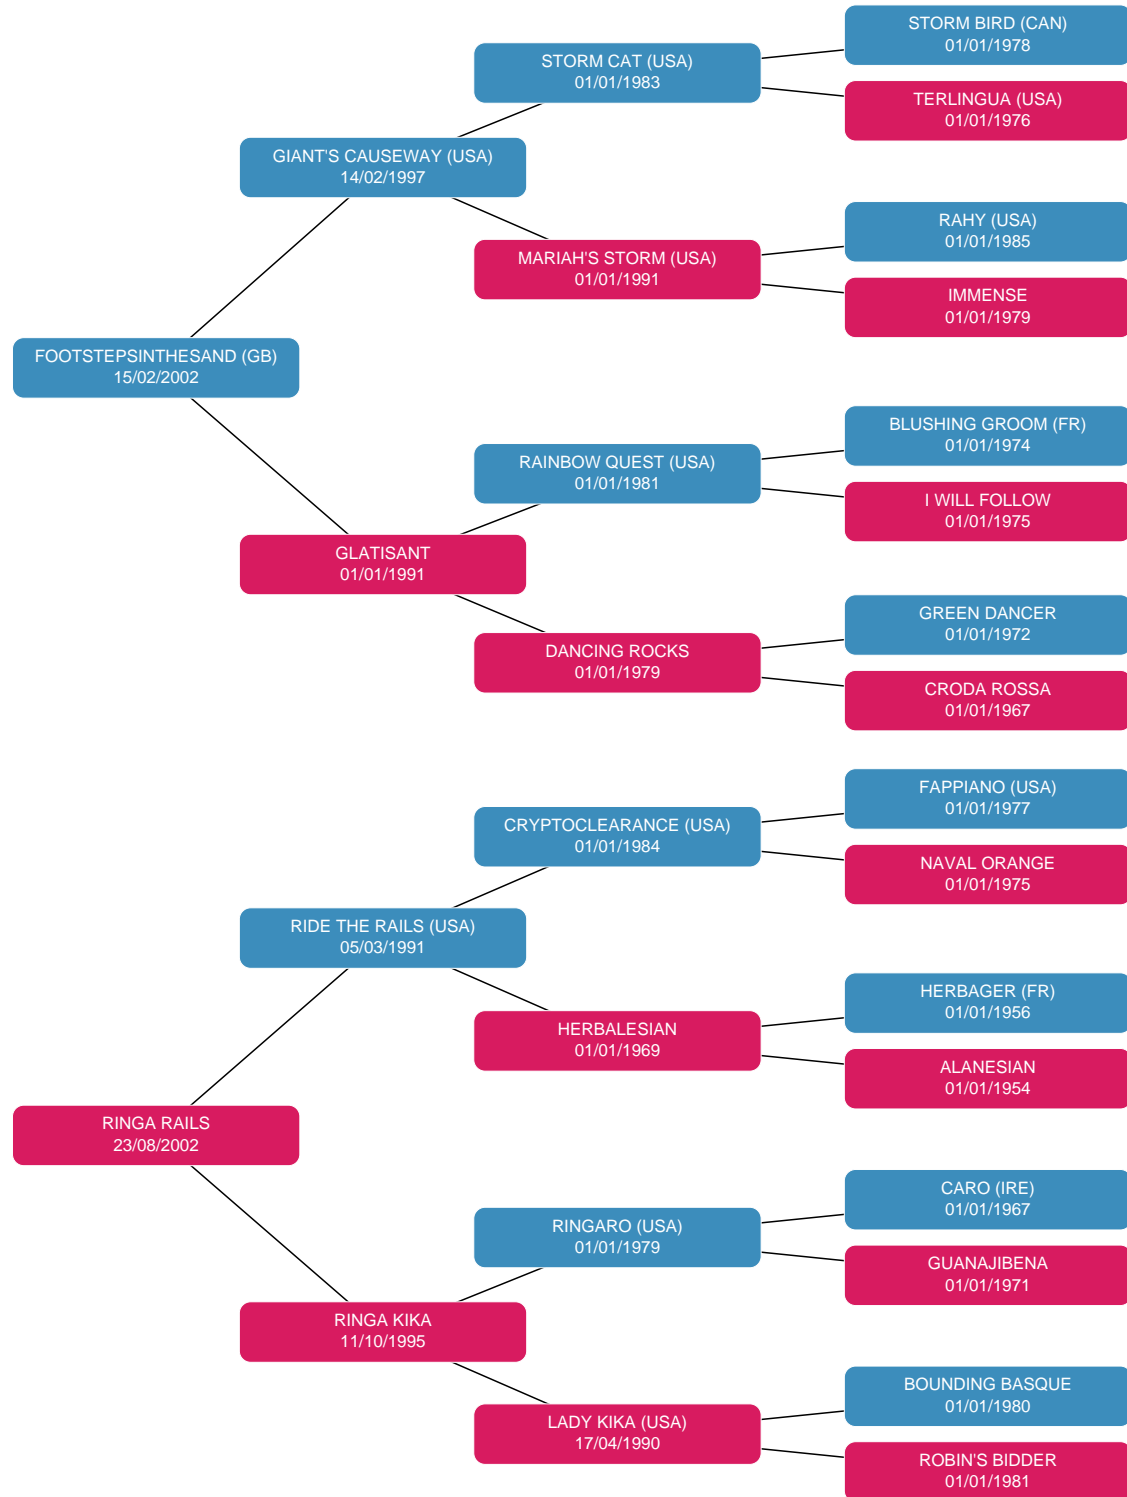 STORM BIRD (CAN)
01/01/1978
STORM CAT (USA)
01/01/1983
TERLINGUA (USA)
01/01/1976
GIANT'S CAUSEWAY (USA)
14/02/1997
RAHY (USA)
01/01/1985
MARIAH'S STORM (USA)
01/01/1991
IMMENSE
01/01/1979
FOOTSTEPSINTHESAND (GB)
15/02/2002
BLUSHING GROOM (FR)
01/01/1974
RAINBOW QUEST (USA)
01/01/1981
I WILL FOLLOW
01/01/1975
GLATISANT
01/01/1991
GREEN DANCER
01/01/1972
DANCING ROCKS
01/01/1979
CRODA ROSSA
01/01/1967
FAPPIANO (USA)
01/01/1977
CRYPTOCLEARANCE (USA)
01/01/1984
NAVAL ORANGE
01/01/1975
RIDE THE RAILS (USA)
05/03/1991
HERBAGER (FR)
01/01/1956
HERBALESIAN
01/01/1969
ALANESIAN
01/01/1954
RINGA RAILS
23/08/2002
CARO (IRE)
01/01/1967
RINGARO (USA)
01/01/1979
GUANAJIBENA
01/01/1971
RINGA KIKA
11/10/1995
BOUNDING BASQUE
01/01/1980
LADY KIKA (USA)
17/04/1990
ROBIN'S BIDDER
01/01/1981